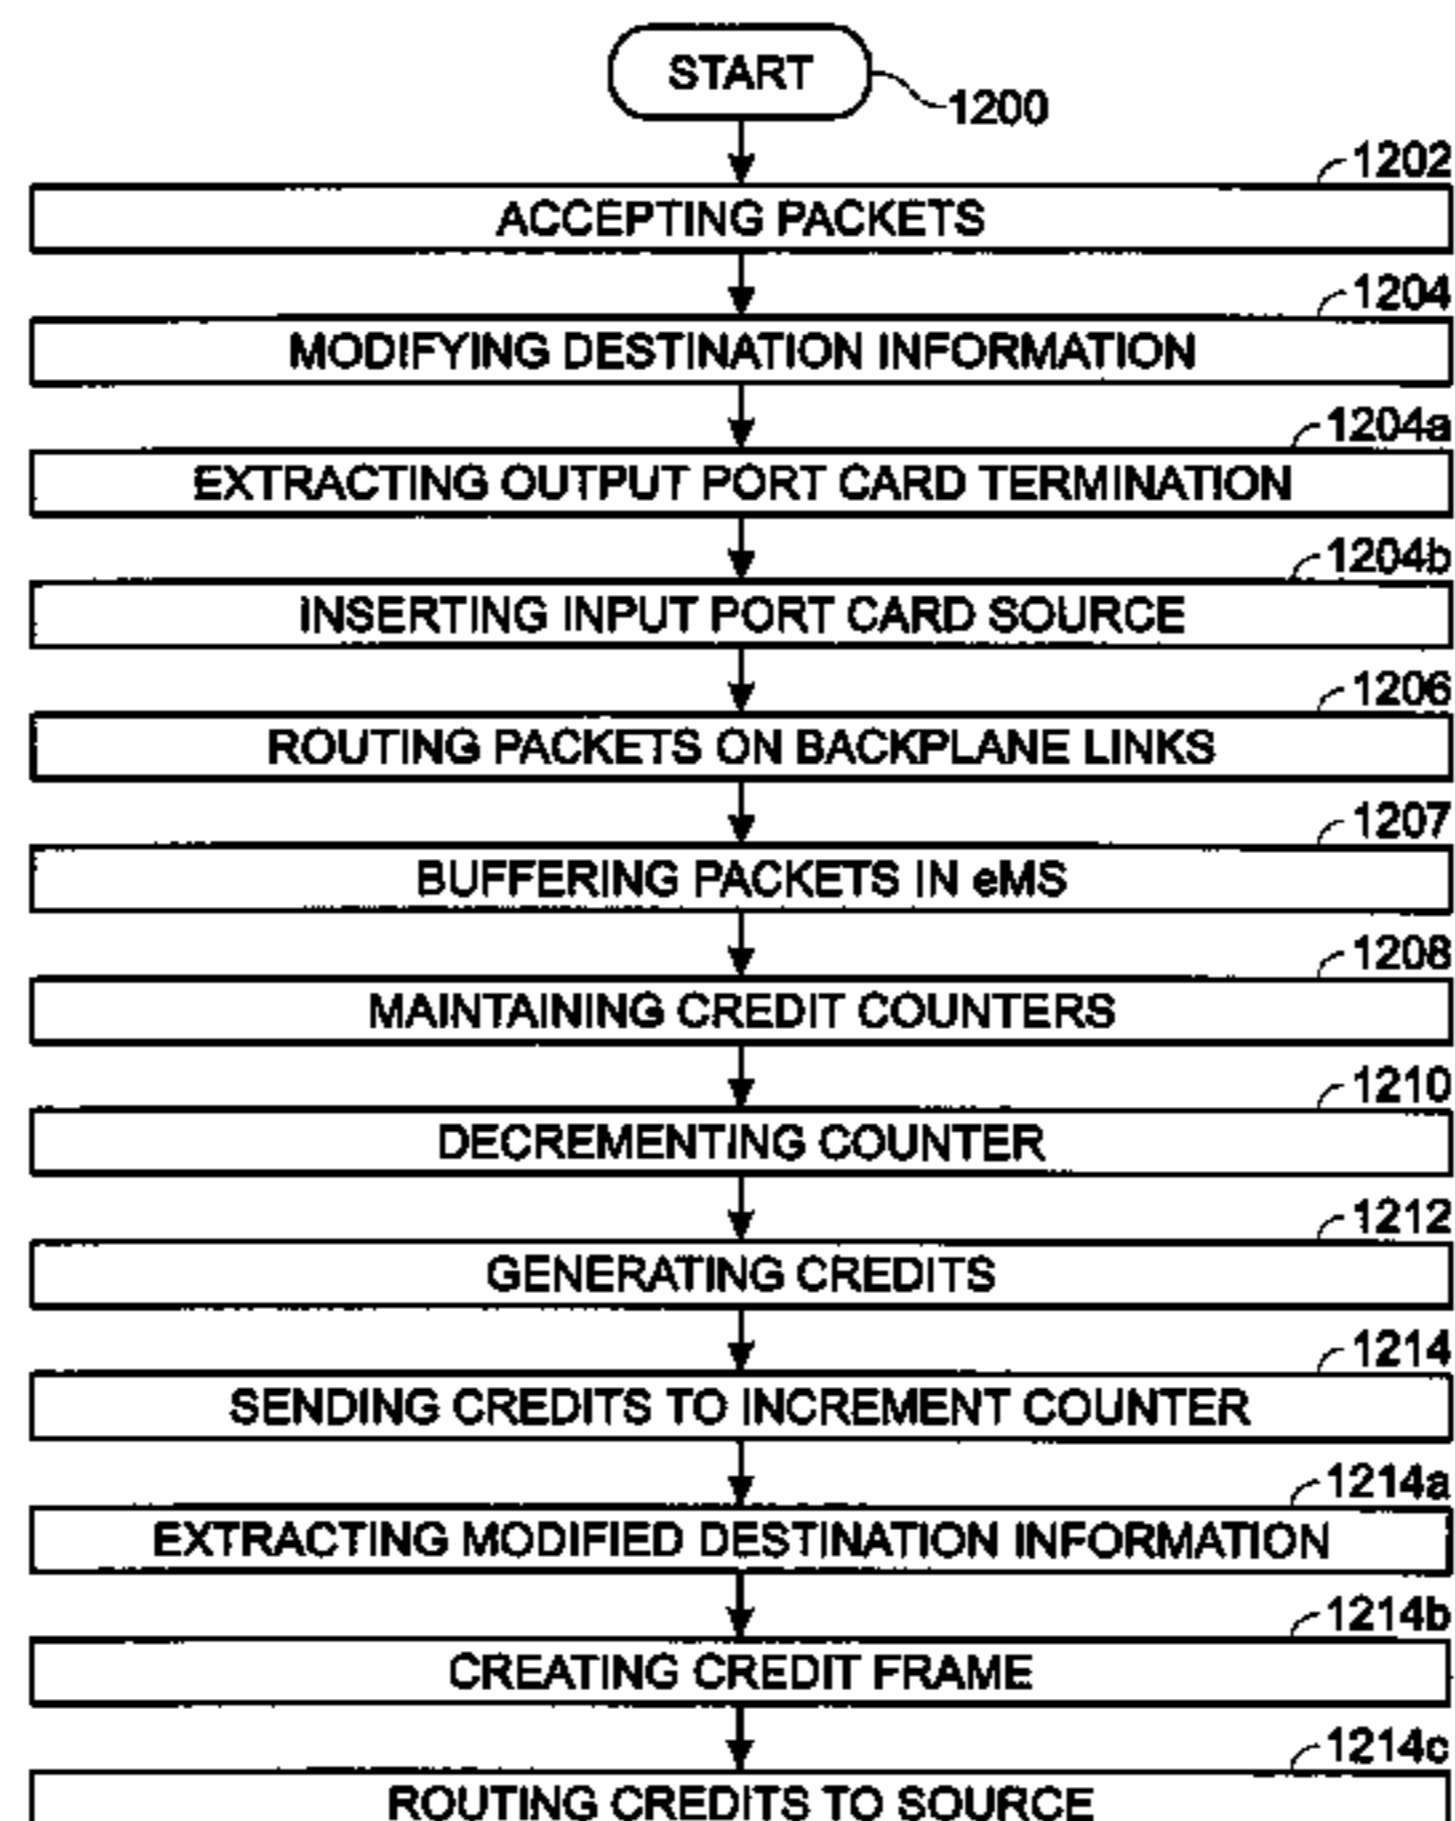 START
1200
1202
ACCEPTING PACKETS
1204
MODIFYING DESTINATION INFORMATION
1204a
EXTRACTING OUTPUT PORT CARD TERMINATION
1204b
INSERTING INPUT PORT CARD SOURCE
1206
ROUTING PACKETS ON BACKPLANE LINKS
1207
BUFFERING PACKETS IN eMS
1208
MAINTAINING CREDIT COUNTERS
1210
DECREMENTING COUNTER
1212
GENERATING CREDITS
1214
SENDING CREDITS TO INCREMENT COUNTER
1214a
EXTRACTING MODIFIED DESTINATION INFORMATION
1214b
CREATING CREDIT FRAME
1214c
ROUTING CREDITS TO SOURCE